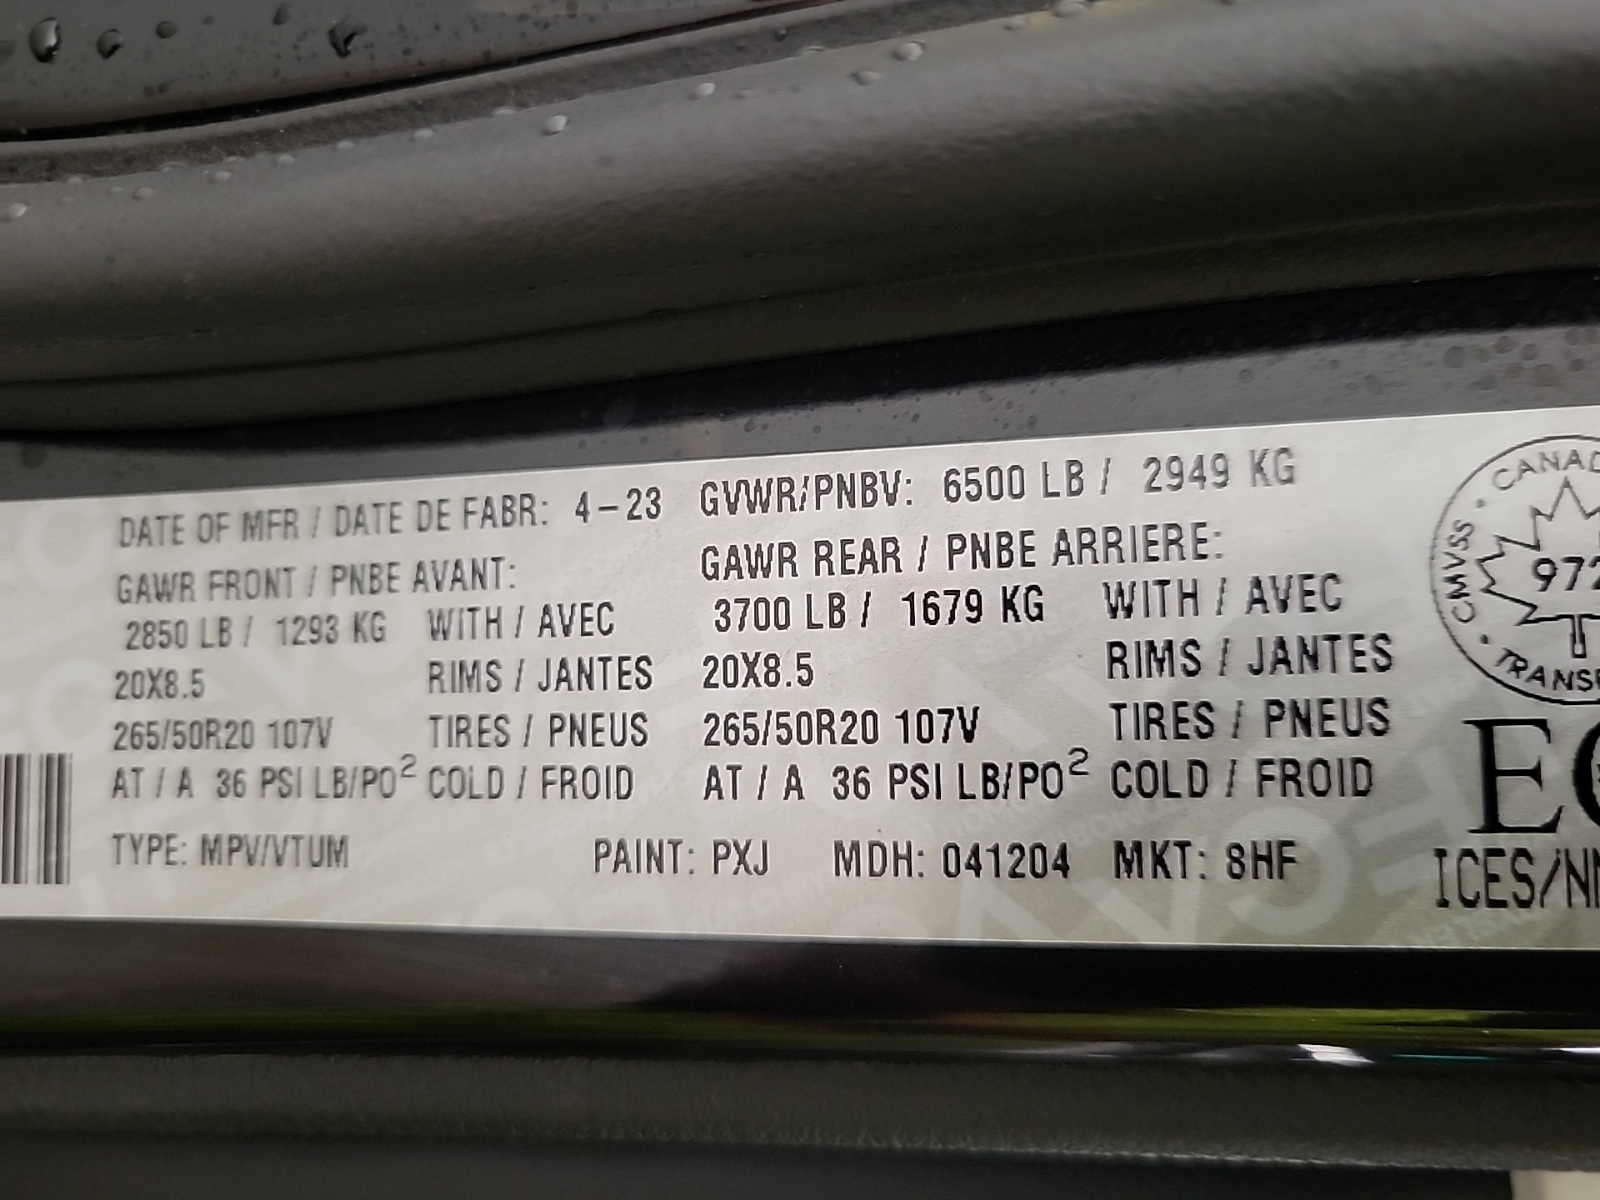 DATE OF MFR / DATE DE FABR: 4-23 GVWR/PNBV: 6500 LB / 2949 KG
GAWR FRONT / PNBE AVANT: GAWR REAR / PNBE ARRIERE:
2850 LB / 1293 KG WITH / AVEC 3700 LB / 1679 KG WITH / AVEC
20X8.5 RIMS / JANTES 20X8.5 RIMS / JANTES
265/50R20 107V TIRES / PNEUS 265/50R20 107V TIRES / PNEUS
AT / A 36 PSI LB/PO² COLD / FROID AT / A 36 PSI LB/PO² COLD / FROID
TYPE: MPV/VTUM PAINT: PXJ MDH: 041204 MKT: 8HF
CMVSS • CANAD
972
• TRANS
ICES/N